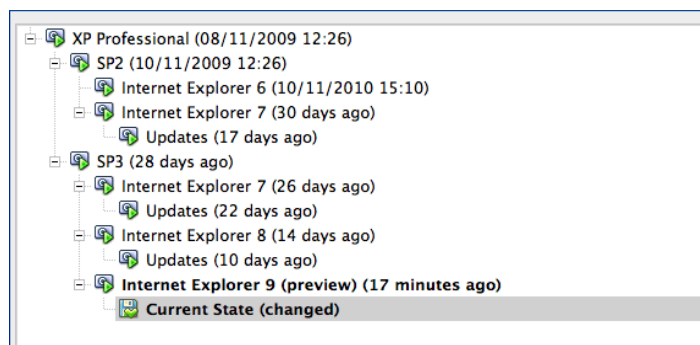 XP Professional (08/11/2009 12:26)
SP2 (10/11/2009 12:26)
Internet Explorer 6 (10/11/2010 15:10)
Internet Explorer 7 (30 days ago)
Updates (17 days ago)
SP3 (28 days ago)
Internet Explorer 7 (26 days ago)
Updates (22 days ago)
Internet Explorer 8 (14 days ago)
Updates (10 days ago)
Internet Explorer 9 (preview) (17 minutes ago)
Current State (changed)